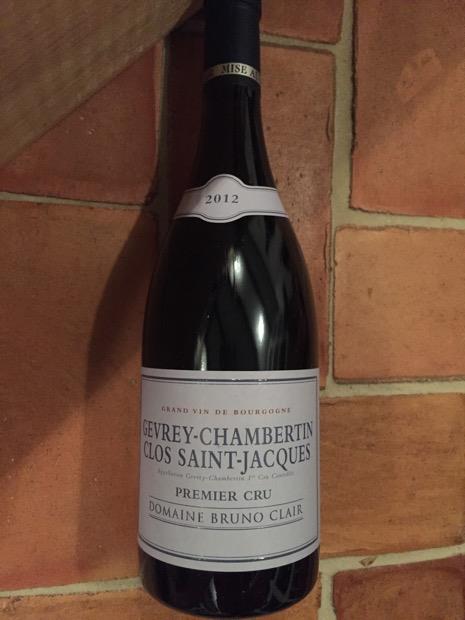 MISE A
2012
GRAND VIN DE BOURGOGNE
GEVREY-CHAMBERTIN
CLOS SAINT-JACQUES
Appellation Gevrey-Chambertin 1er Cru Contrôlée
PREMIER CRU
DOMAINE BRUNO CLAIR